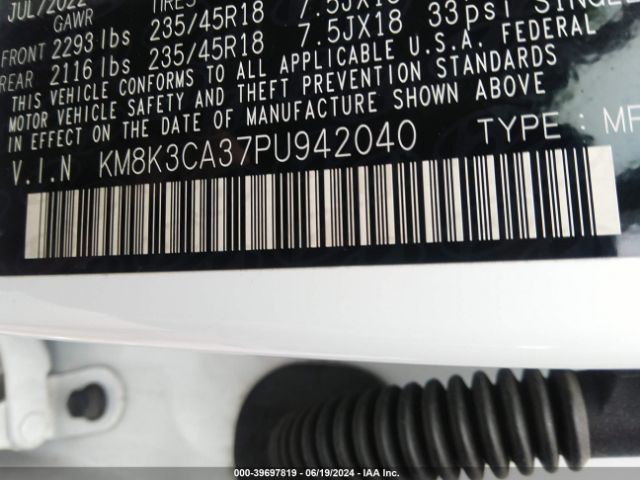 JUL/2022 TIRES
GAWR
FRONT 2293 lbs 235/45R18 7.5JX18 33psi SINGLE
REAR 2116 lbs 235/45R18 7.5JX18
THIS VEHICLE CONFORMS TO ALL APPLICABLE U.S.A. FEDERAL
MOTOR VEHICLE SAFETY AND THEFT PREVENTION STANDARDS
IN EFFECT ON THE DATE OF MANUFACTURE SHOWN ABOVE
V.I.N KM8K3CA37PU942040 TYPE : MP
000-39697819 | 06/19/2024 | IAA Inc.